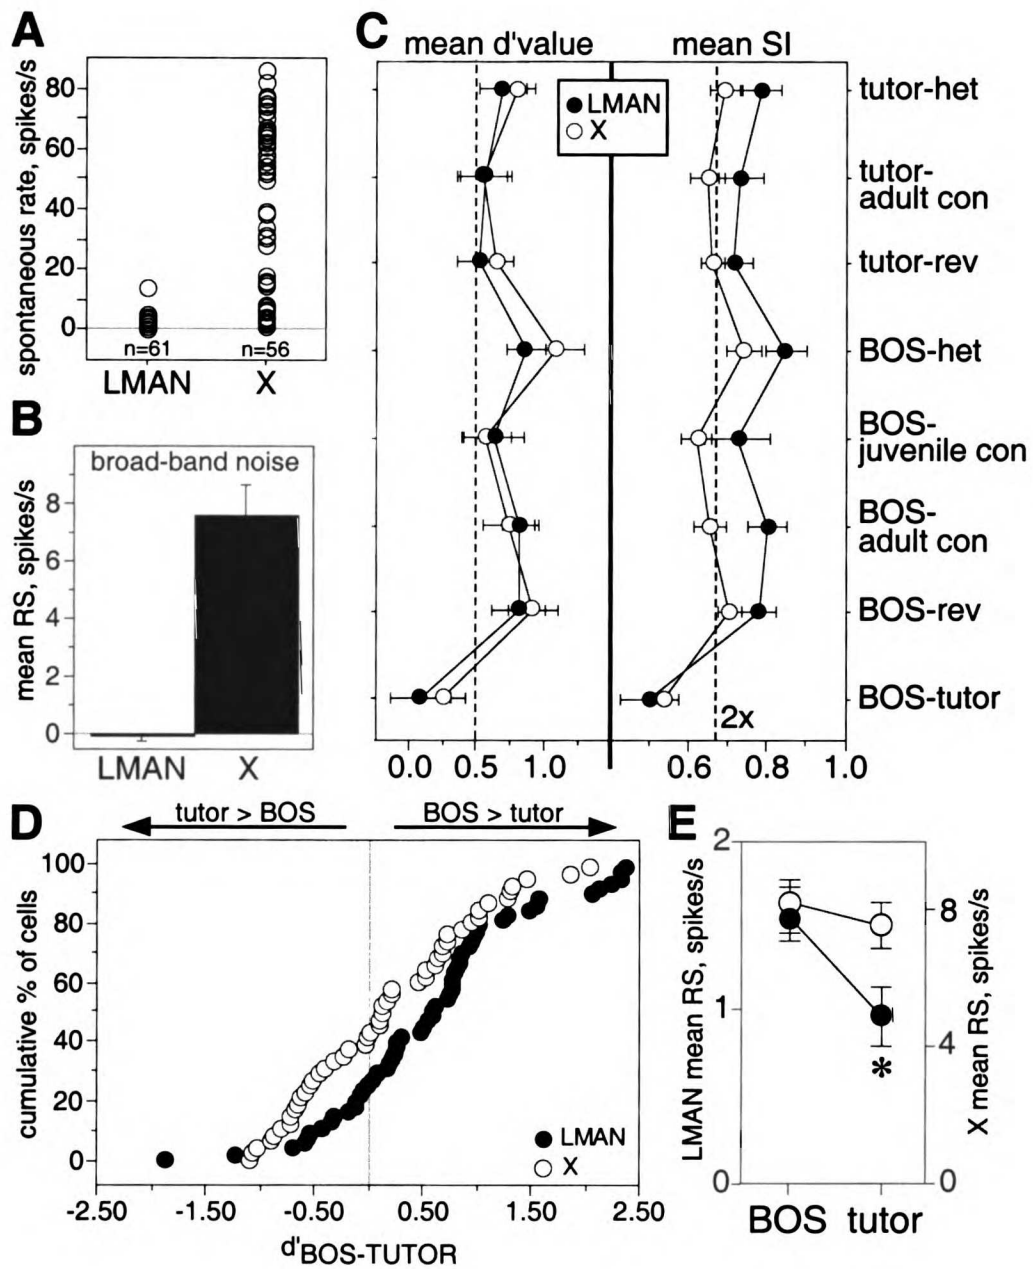 A
spontaneous rate, spikes/s
80
60
40
20
0
n=61
n=56
LMAN
X
B
broad-band noise
mean RS, spikes/s
8
6
4
2
0
LMAN
X
C
mean d'value
mean SI
LMAN
X
tutor-het
tutor-
adult con
tutor-rev
BOS-het
BOS-
juvenile con
BOS-
adult con
BOS-rev
BOS-tutor
2x
0.0 0.5 1.0
0.6 0.8 1.0
D
tutor > BOS
BOS > tutor
cumulative % of cells
100
80
60
40
20
0
LMAN
X
-2.50 -1.50 -0.50 0.50 1.50 2.50
d'BOS-TUTOR
E
LMAN mean RS, spikes/s
2
1
0
X mean RS, spikes/s
8
4
0
*
BOS tutor